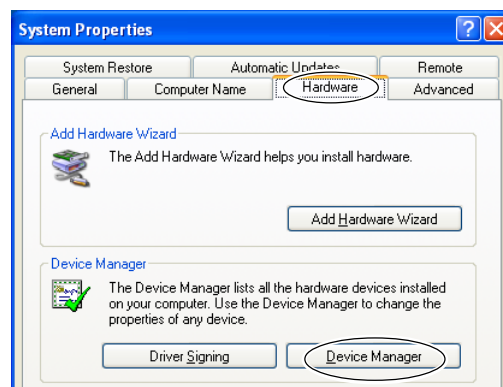 System Properties
System Restore Automatic Updates Remote
General Computer Name Hardware Advanced
Add Hardware Wizard
The Add Hardware Wizard helps you install hardware.
Add Hardware Wizard
Device Manager
The Device Manager lists all the hardware devices installed
on your computer. Use the Device Manager to change the
properties of any device.
Driver Signing Device Manager